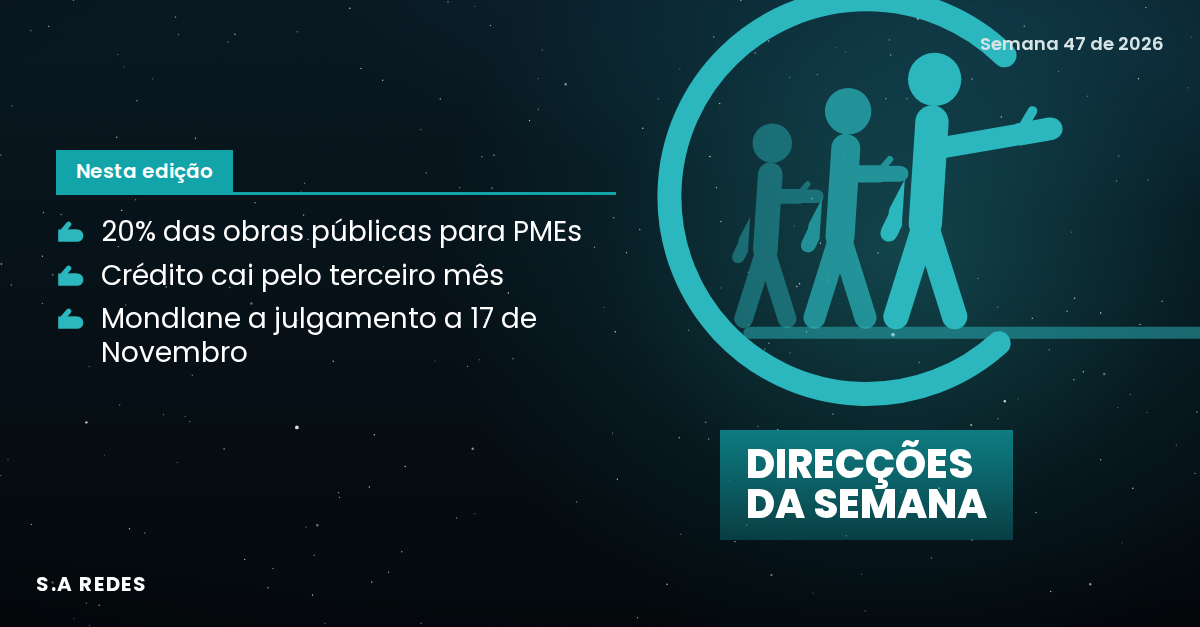 Semana 47 de 2026
Nesta edição
20% das obras públicas para PMEs
Crédito cai pelo terceiro mês
Mondlane a julgamento a 17 de
Novembro
DIRECÇÕES
DA SEMANA
S.A REDES